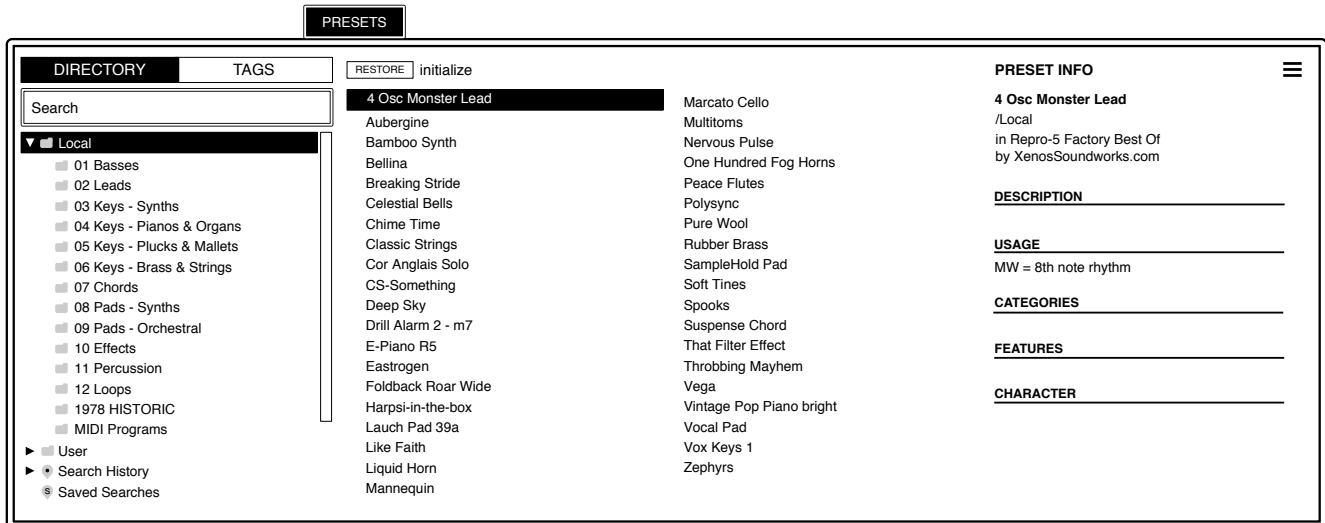 PRESETS
DIRECTORY TAGS
Search
Local
01 Basses
02 Leads
03 Keys - Synths
04 Keys - Pianos & Organs
05 Keys - Plucks & Mallets
06 Keys - Brass & Strings
07 Chords
08 Pads - Synths
09 Pads - Orchestral
10 Effects
11 Percussion
12 Loops
1978 HISTORIC
MIDI Programs
User
Search History
S Saved Searches
RESTORE initialize
4 Osc Monster Lead
Aubergine
Bamboo Synth
Bellina
Breaking Stride
Celestial Bells
Chime Time
Classic Strings
Cor Anglais Solo
CS-Something
Deep Sky
Drill Alarm 2 - m7
E-Piano R5
Eastrogen
Foldback Roar Wide
Harpsi-in-the-box
Lauch Pad 39a
Like Faith
Liquid Horn
Mannequin
Marcato Cello
Multitoms
Nervous Pulse
One Hundred Fog Horns
Peace Flutes
Polysync
Pure Wool
Rubber Brass
SampleHold Pad
Soft Tines
Spooks
Suspense Chord
That Filter Effect
Throbbing Mayhem
Vega
Vintage Pop Piano bright
Vocal Pad
Vox Keys 1
Zephyrs
PRESET INFO
4 Osc Monster Lead
/Local
in Repro-5 Factory Best Of
by XenosSoundworks.com
DESCRIPTION
USAGE
MW = 8th note rhythm
CATEGORIES
FEATURES
CHARACTER